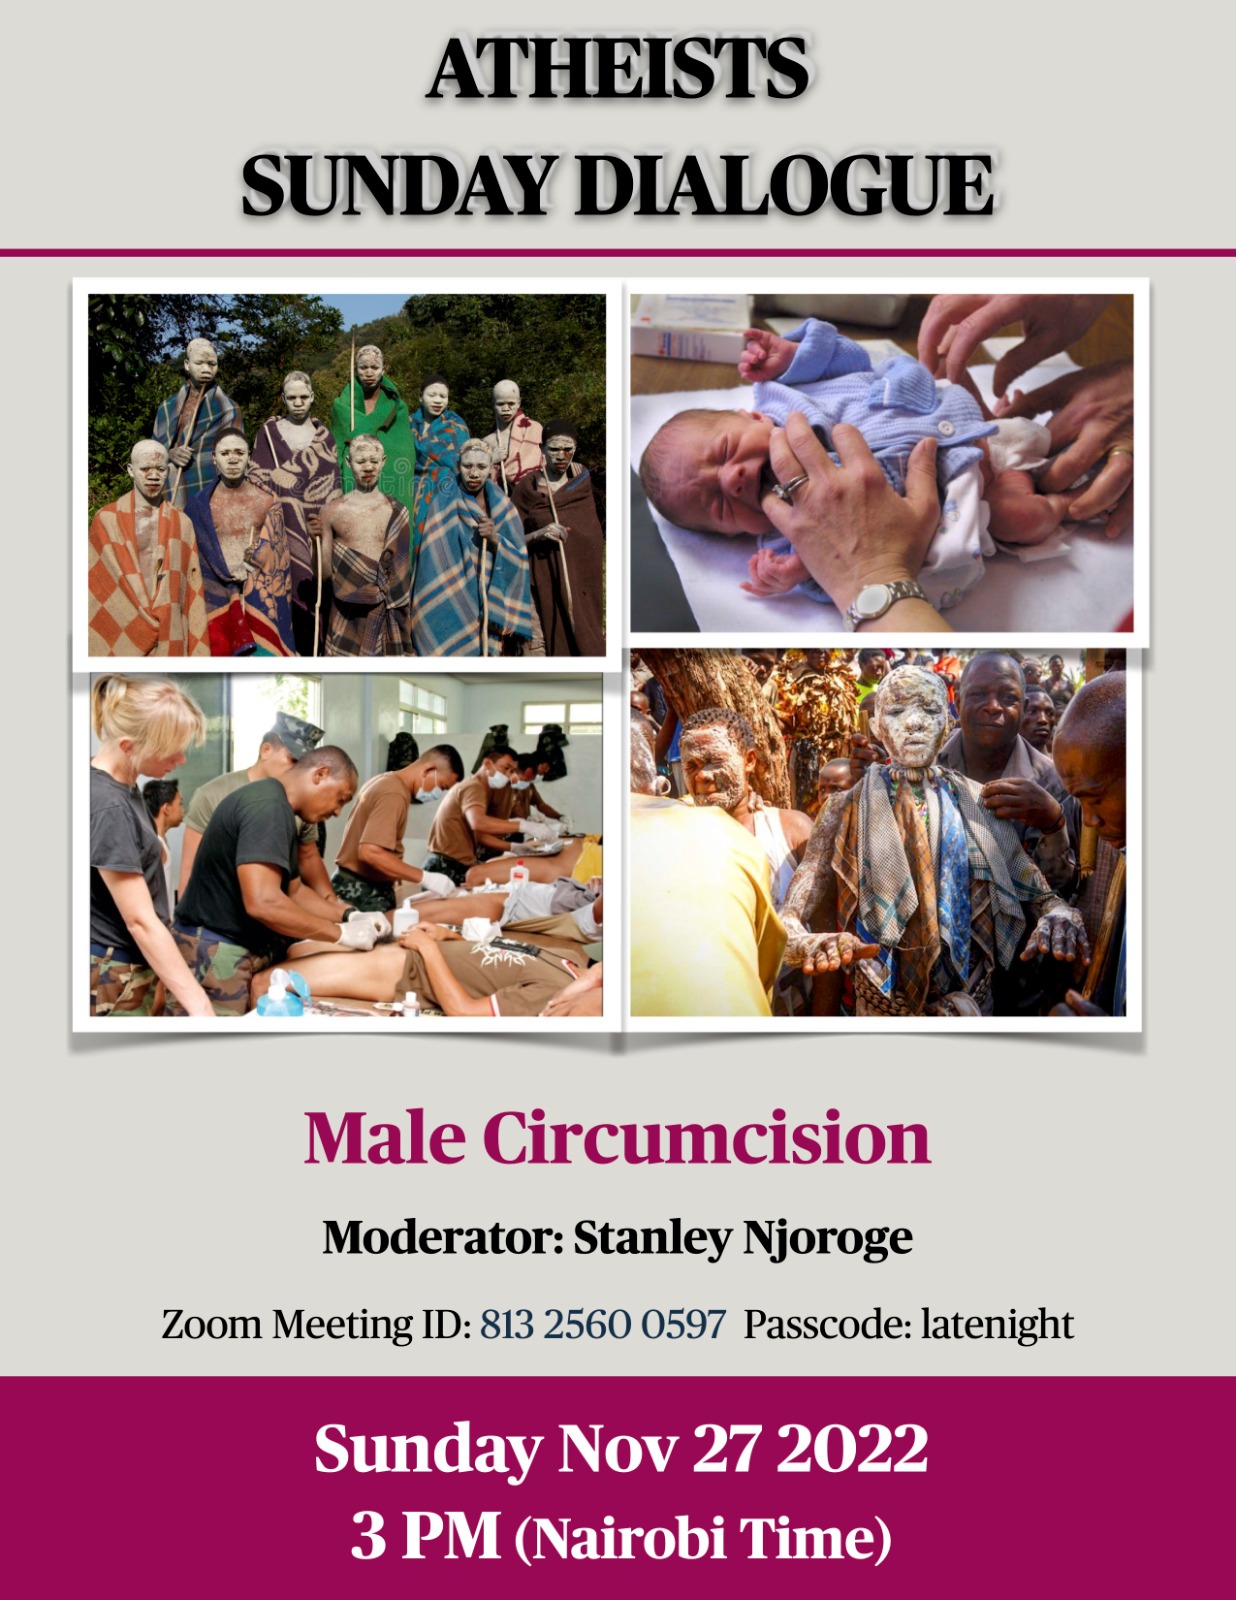 ATHEISTS
SUNDAY DIALOGUE
Male Circumcision
Moderator: Stanley Njoroge
Zoom Meeting ID: 813 2560 0597 Passcode: latenight
Sunday Nov 27 2022
3 PM (Nairobi Time)